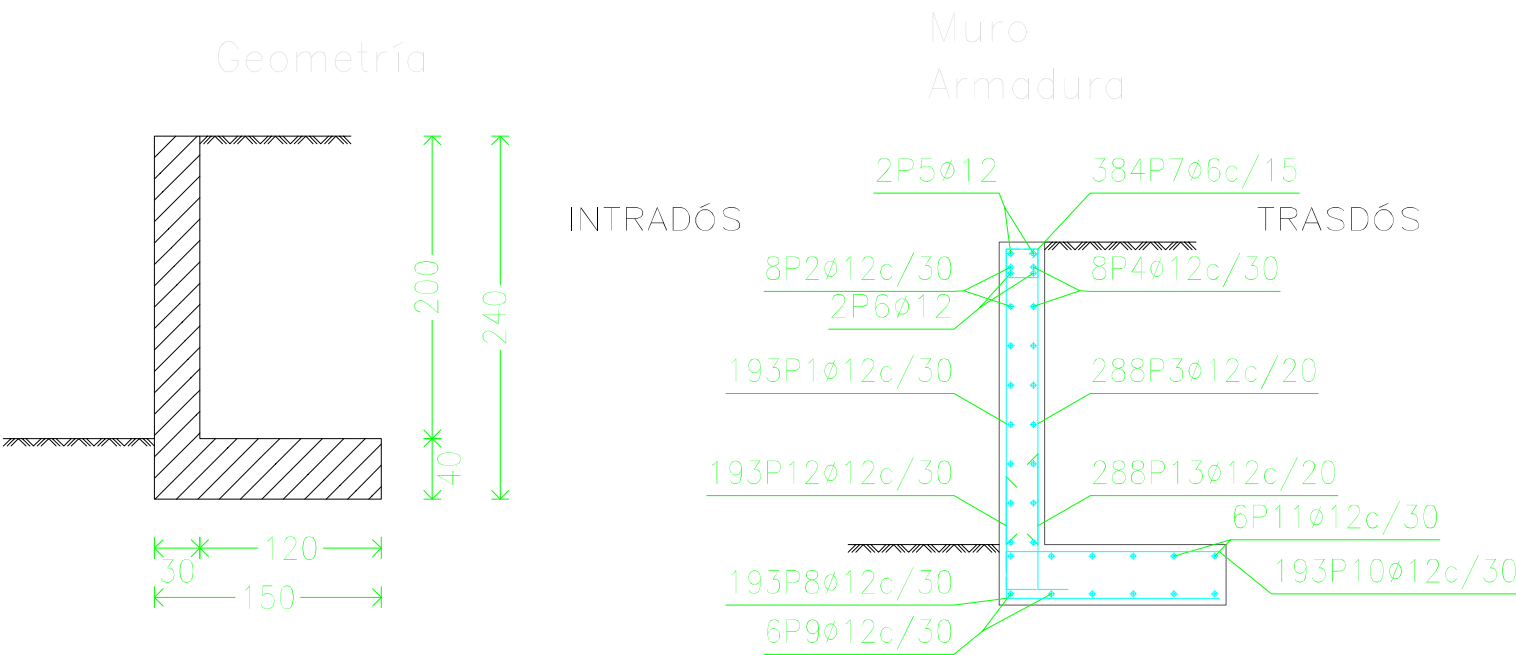 Geometría
200
240
40
30
120
150
Muro
Armadura
INTRADÓS
TRASDÓS
2P5ø12
384P7ø6c/15
8P2ø12c/30
8P4ø12c/30
2P6ø12
193P1ø12c/30
288P3ø12c/20
193P12ø12c/30
288P13ø12c/20
6P11ø12c/30
193P8ø12c/30
193P10ø12c/30
6P9ø12c/30